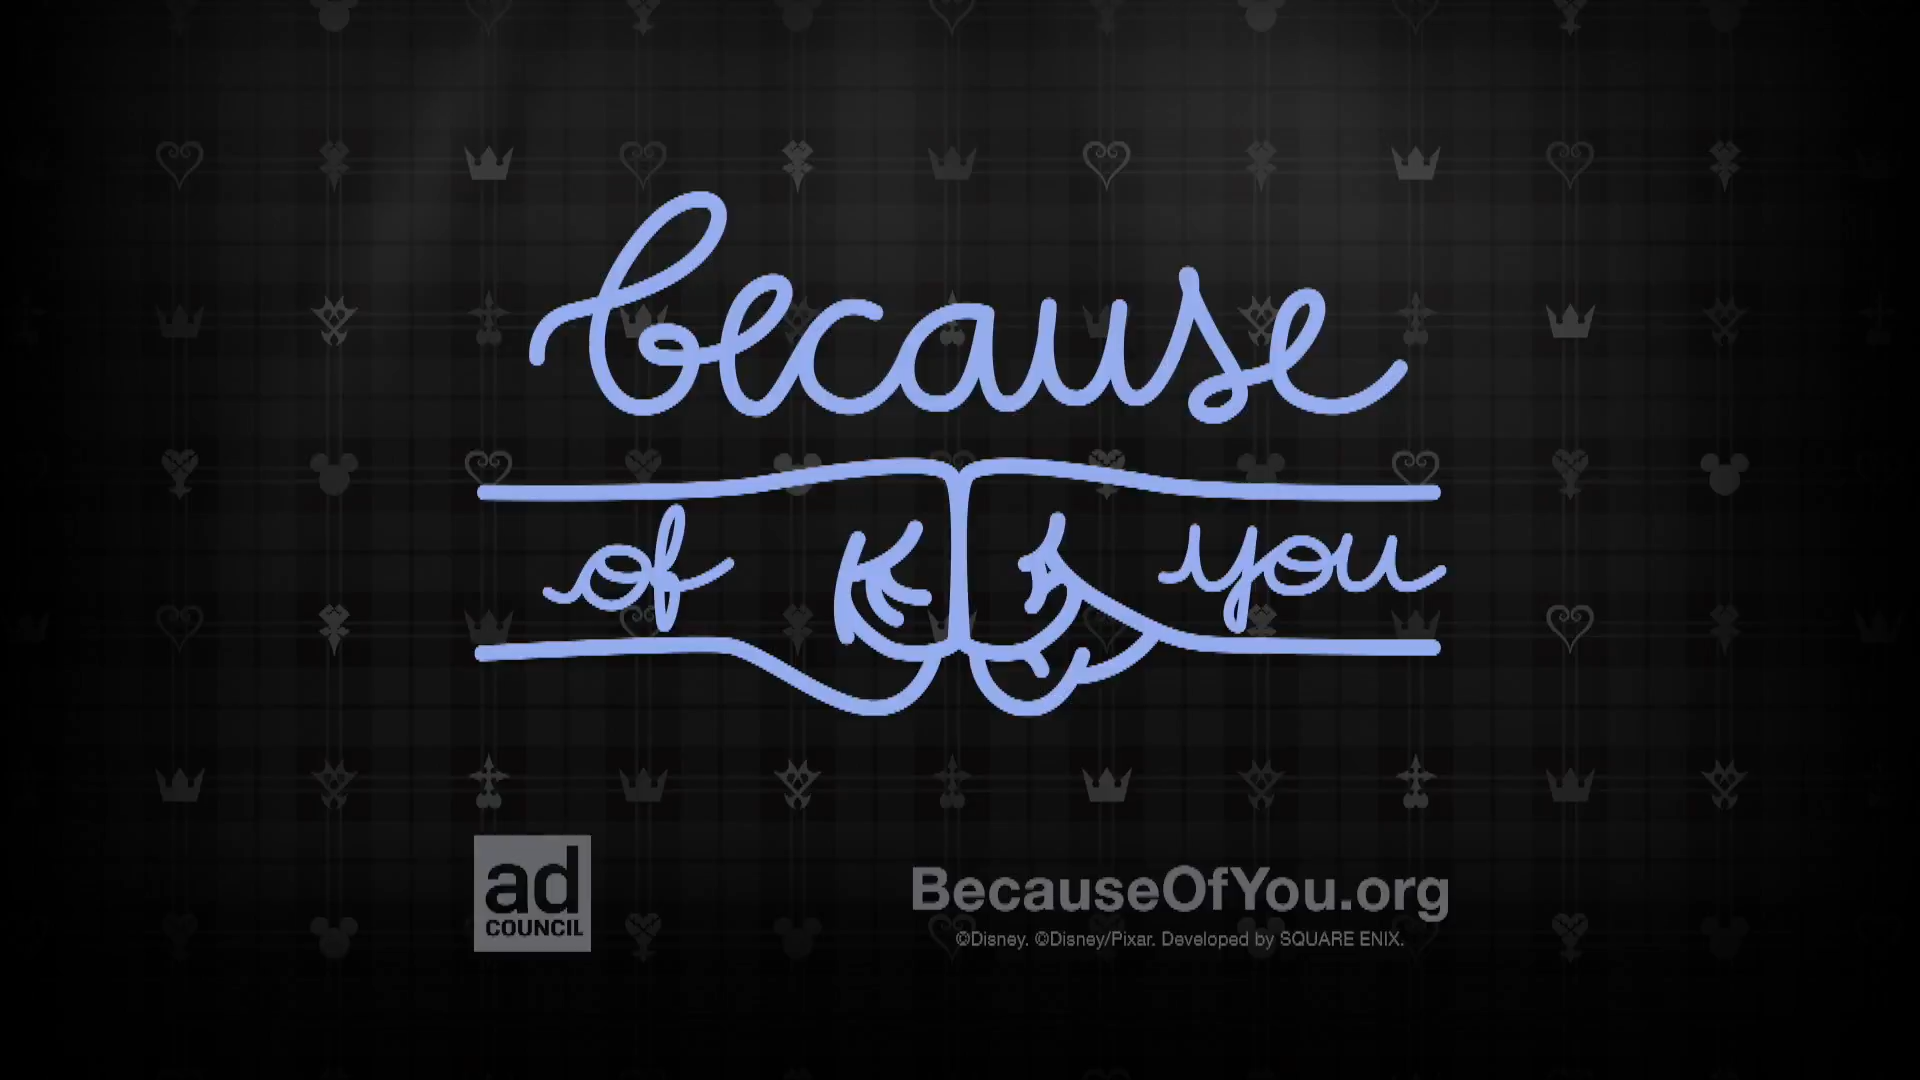 because
of you
ad
COUNCIL
BecauseOfYou.org
©Disney. ©Disney/Pixar. Developed by SQUARE ENIX.